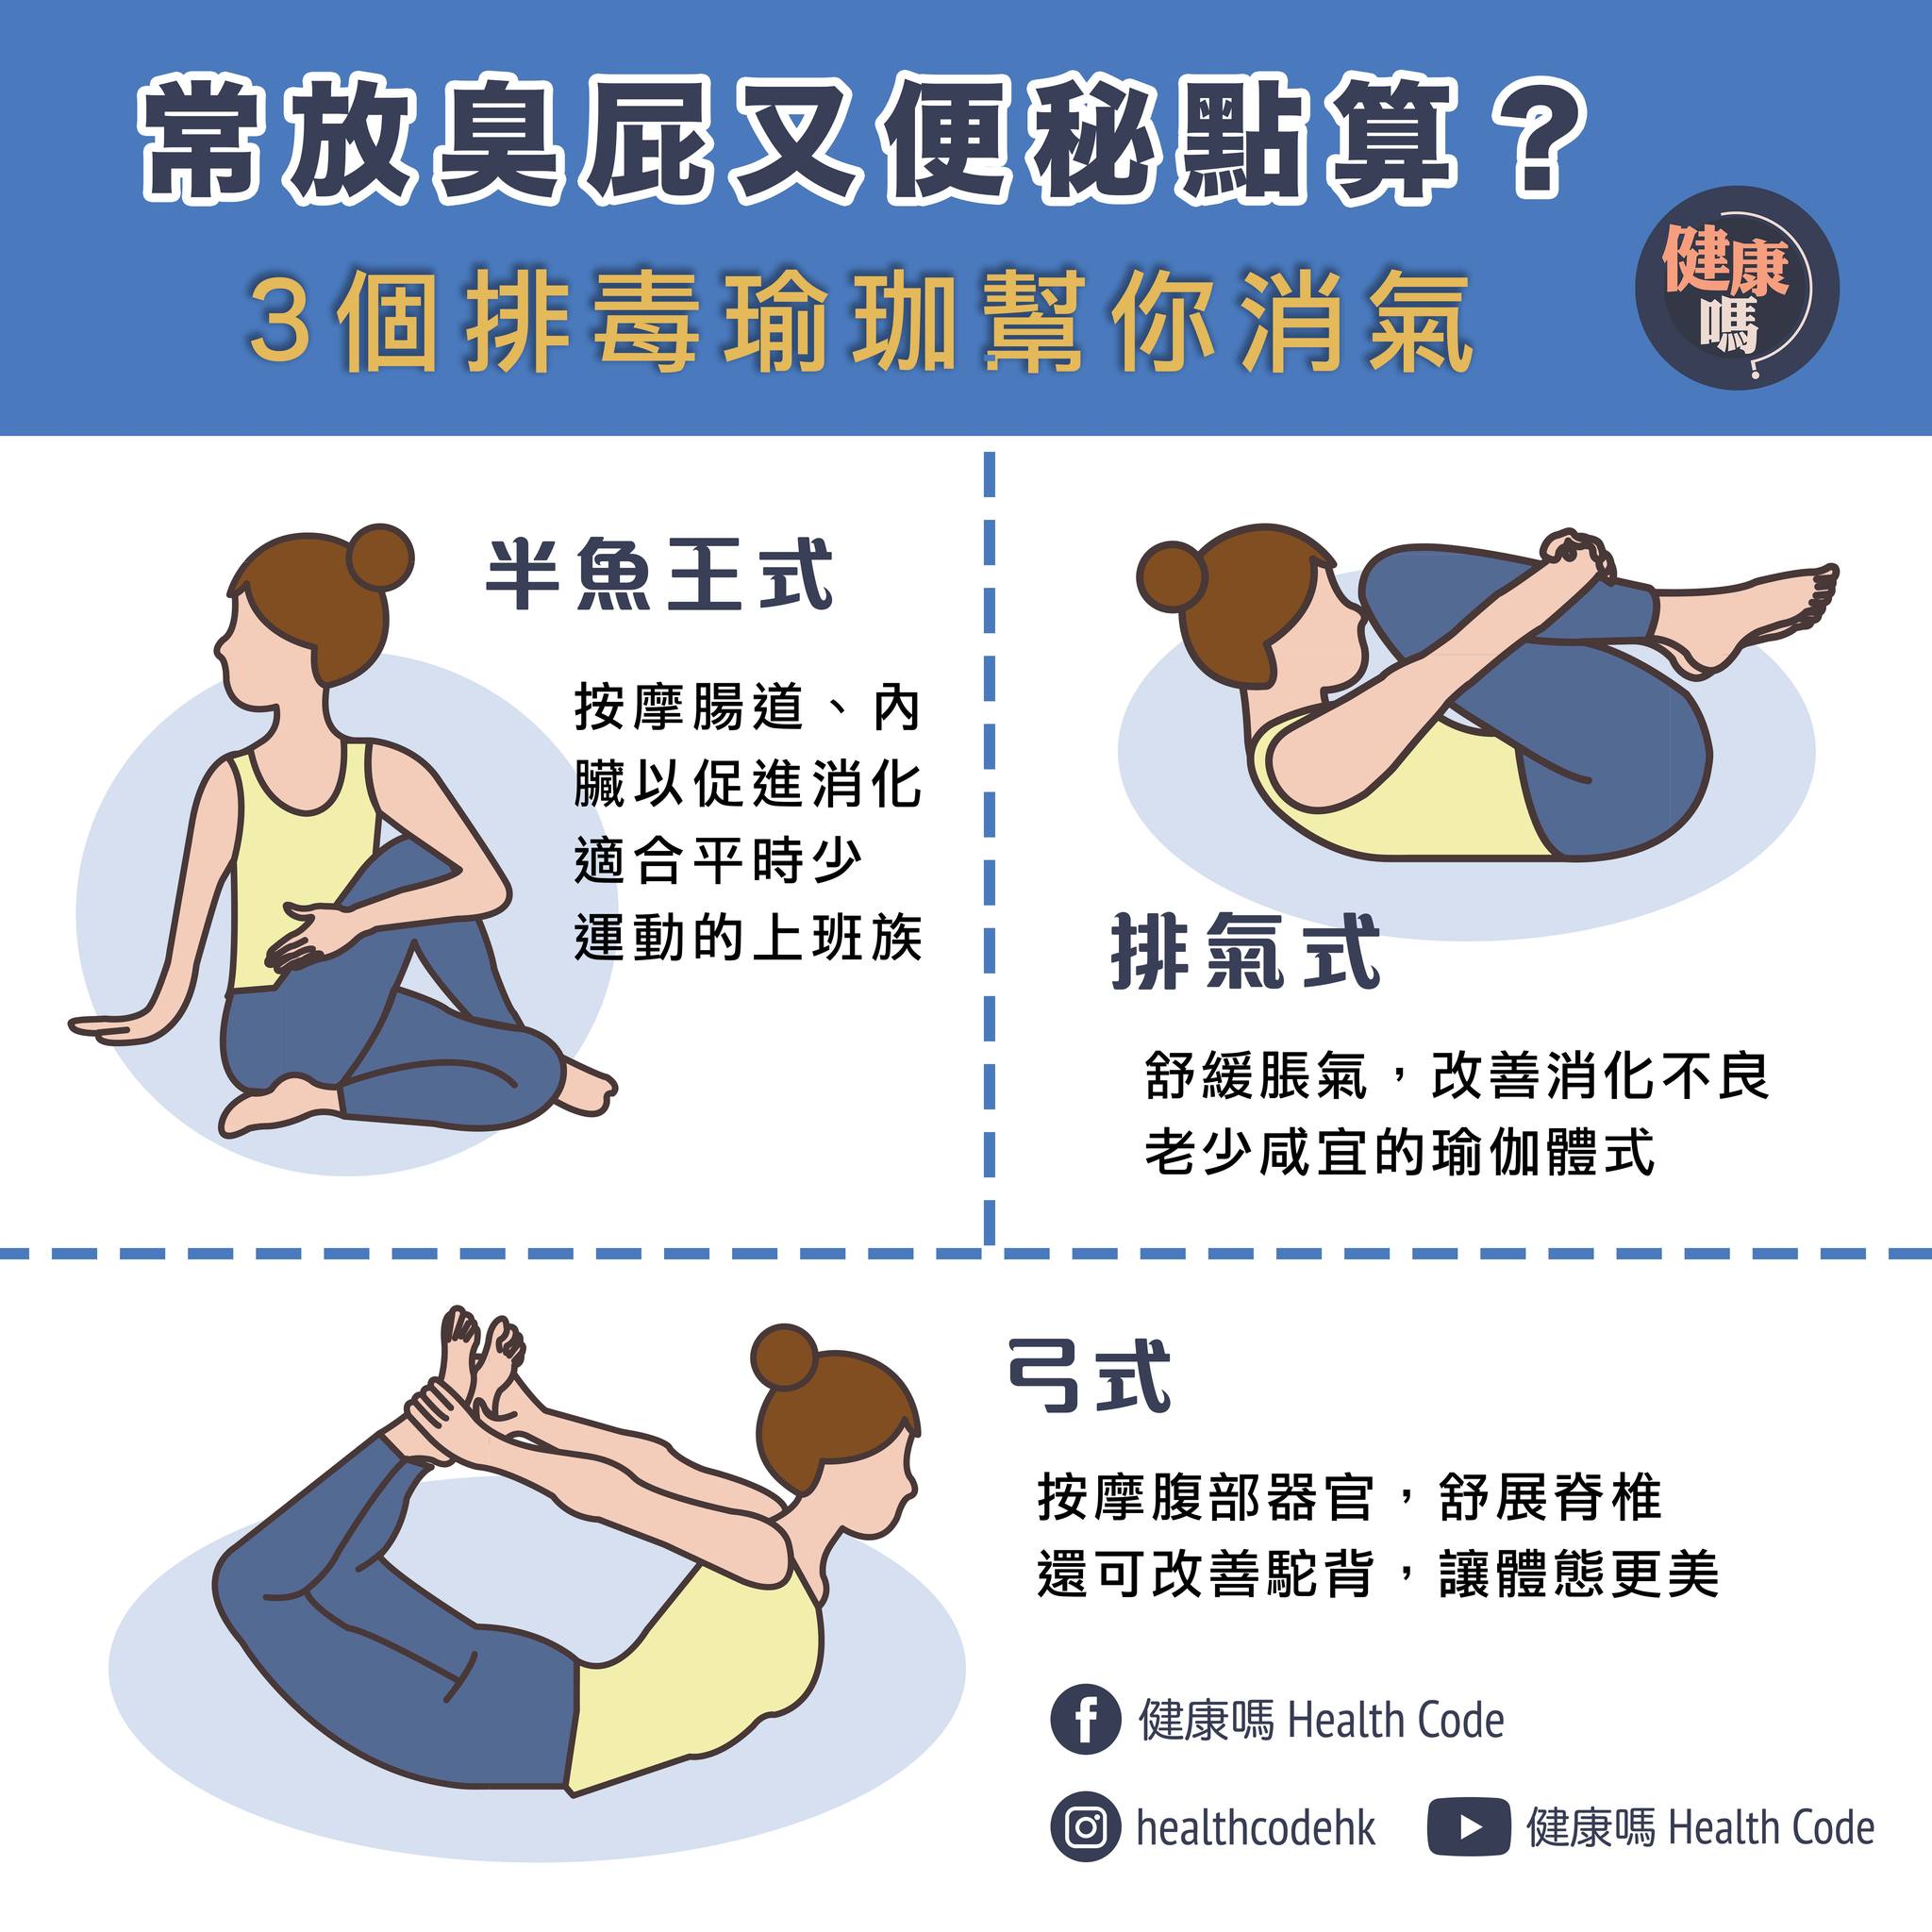 常放臭屁又便秘點算？
3個排毒瑜珈幫你消氣
健康
嗎
半魚王式
按摩腸道、內
臟以促進消化
適合平時少
運動的上班族
排氣式
舒緩脹氣，改善消化不良
老少咸宜的瑜伽體式
弓式
按摩腹部器官，舒展脊椎
還可改善駝背，讓體態更美
健康嗎 Health Code
healthcodehk
健康嗎 Health Code